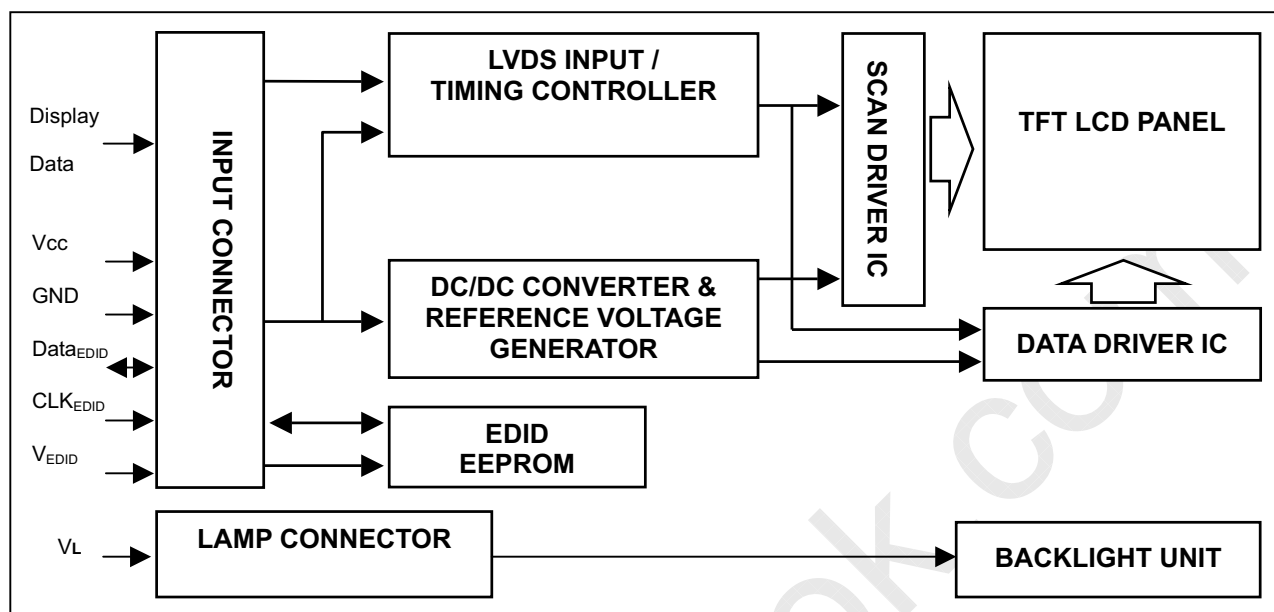 Display
Data
Vcc
GND
DataEDID
CLKEDID
VEDID
VL
INPUT CONNECTOR
LVDS INPUT /
TIMING CONTROLLER
DC/DC CONVERTER &
REFERENCE VOLTAGE
GENERATOR
EDID
EEPROM
LAMP CONNECTOR
SCAN DRIVER IC
TFT LCD PANEL
DATA DRIVER IC
BACKLIGHT UNIT